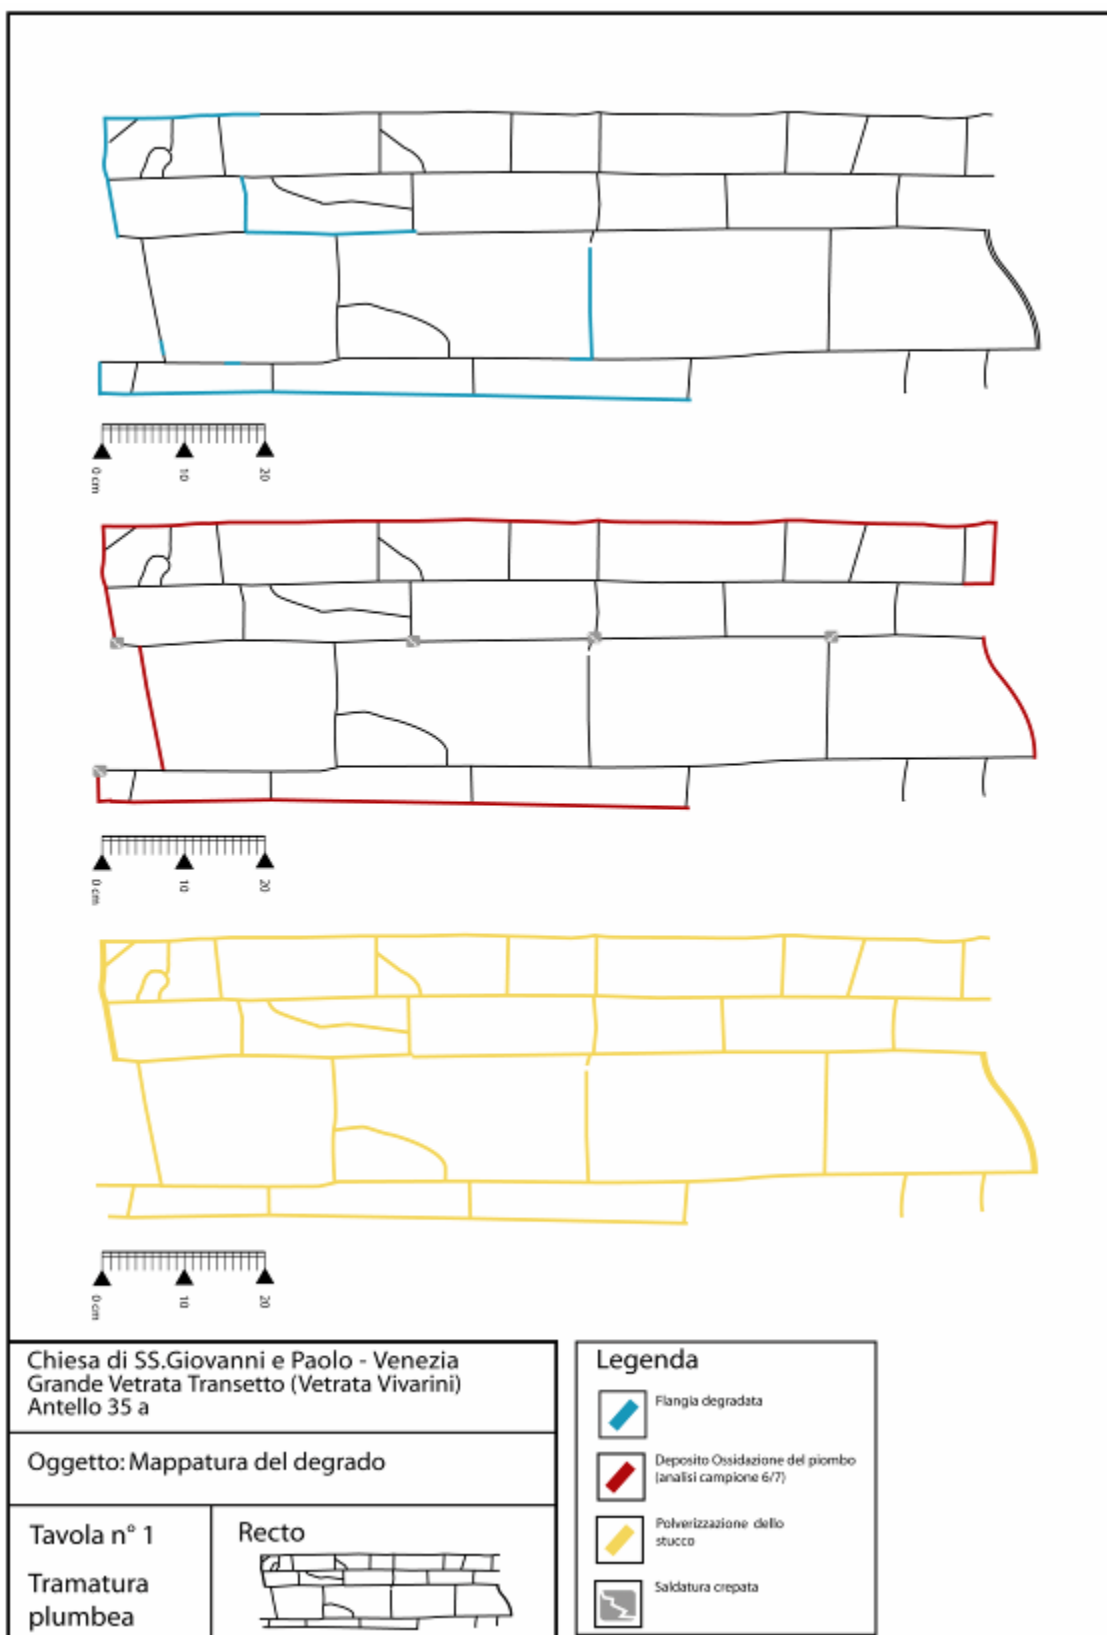 0 cm
10
20
0 cm
10
20
0 cm
10
20
Chiesa di SS.Giovanni e Paolo - Venezia
Grande Vetrata Transetto (Vetrata Vivarini)
Antello 35 a
Oggetto: Mappatura del degrado
Tavola n° 1
Tramatura
plumbea
Recto
Legenda
Flangia degradata
Deposito Ossidazione del piombo
(analisi campione 6/7)
Polverizzazione dello
stucco
Saldatura crepata